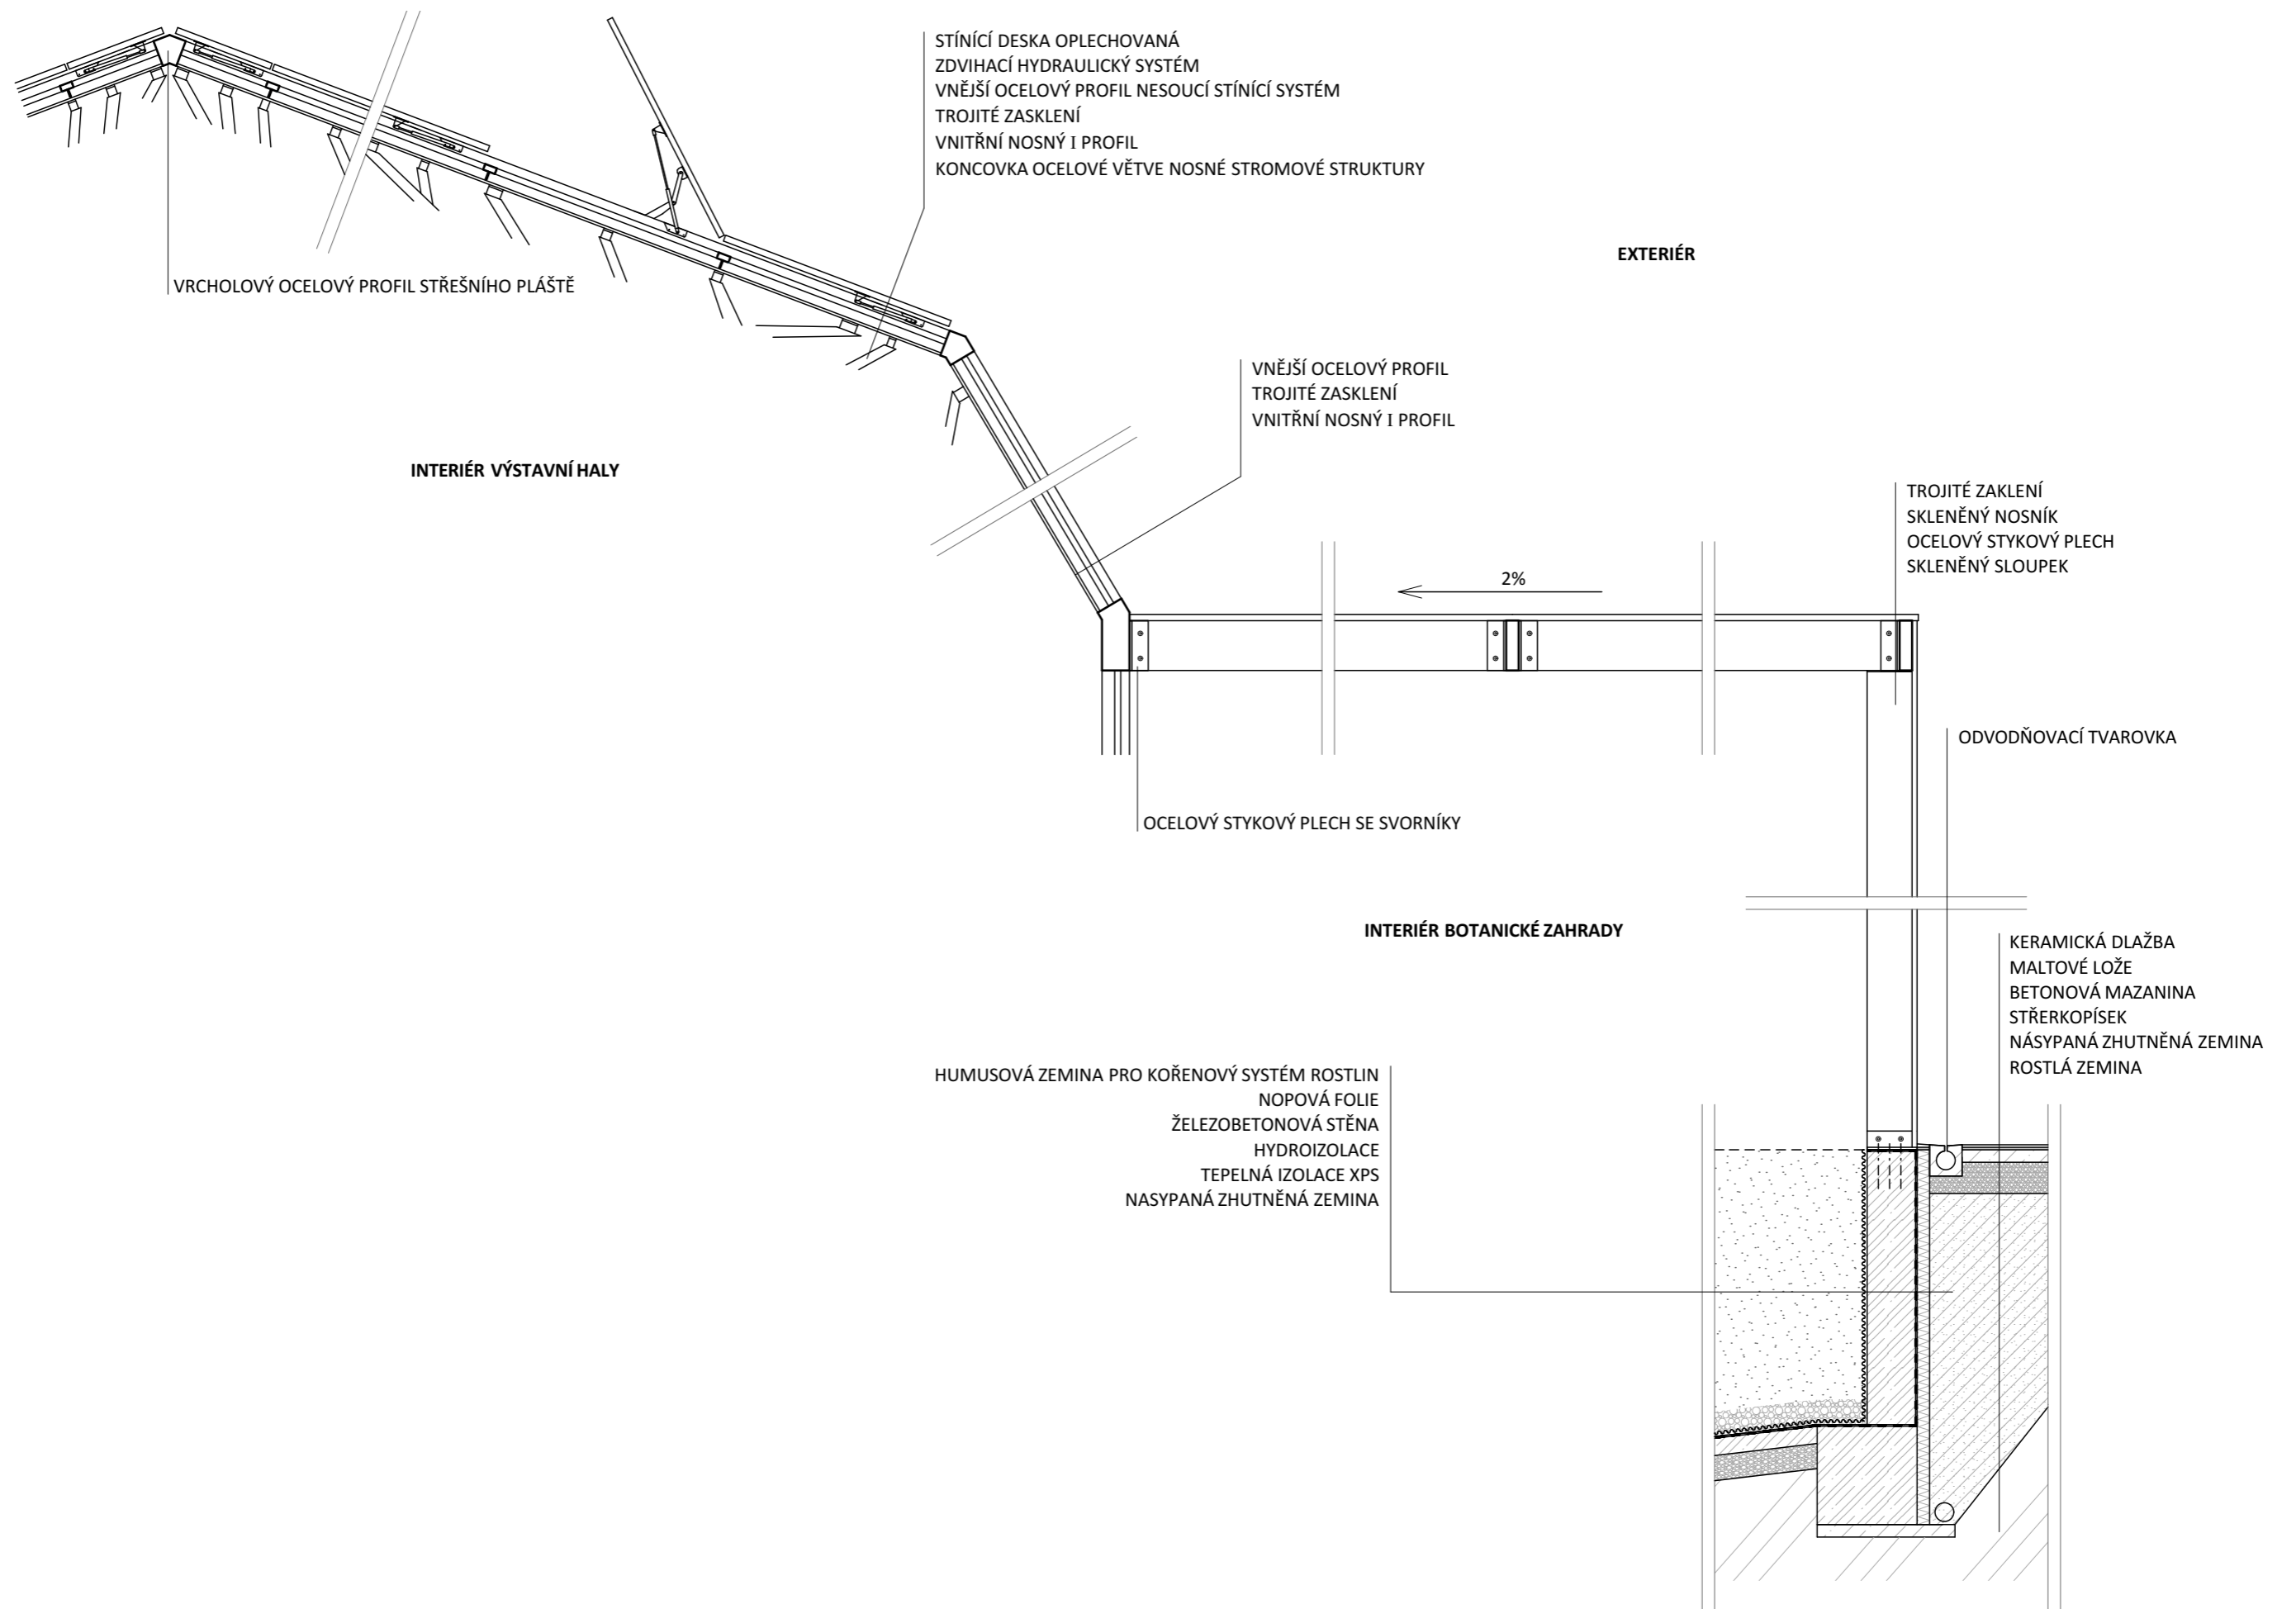 STÍNÍCÍ DESKA OPLECHOVANÁ
ZDVIHACÍ HYDRAULICKÝ SYSTÉM
VNĚJŠÍ OCELOVÝ PROFIL NESOUCÍ STÍNÍCÍ SYSTÉM
TROJITÉ ZASKLENÍ
VNITŘNÍ NOSNÝ I PROFIL
KONCOVKA OCELOVÉ VĚTVE NOSNÉ STROMOVÉ STRUKTURY
EXTERIÉR
VRCHOLOVÝ OCELOVÝ PROFIL STŘEŠNÍHO PLÁŠTĚ
VNĚJŠÍ OCELOVÝ PROFIL
TROJITÉ ZASKLENÍ
VNITŘNÍ NOSNÝ I PROFIL
INTERIÉR VÝSTAVNÍ HALY
TROJITÉ ZAKLENÍ
SKLENĚNÝ NOSNÍK
OCELOVÝ STYKOVÝ PLECH
SKLENĚNÝ SLOUPEK
2%
ODVODŇOVACÍ TVAROVKA
OCELOVÝ STYKOVÝ PLECH SE SVORNÍKY
INTERIÉR BOTANICKÉ ZAHRADY
KERAMICKÁ DLAŽBA
MALTOVÉ LOŽE
BETONOVÁ MAZANINA
STŘERKOPÍSEK
NÁSYPANÁ ZHUTNĚNÁ ZEMINA
ROSTLÁ ZEMINA
HUMUSOVÁ ZEMINA PRO KOŘENOVÝ SYSTÉM ROSTLIN
NOPOVÁ FOLIE
ŽELEZOBETONOVÁ STĚNA
HYDROIZOLACE
TEPELNÁ IZOLACE XPS
NASYPANÁ ZHUTNĚNÁ ZEMINA